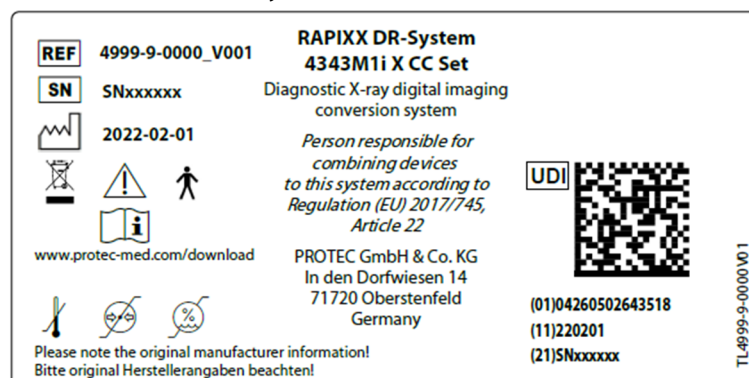 REF 4999-9-0000_V001
SN SNxxxxxx
2022-02-01
www.protec-med.com/download
Please note the original manufacturer information!
Bitte original Herstellerangaben beachten!
RAPIXX DR-System
4343M1i X CC Set
Diagnostic X-ray digital imaging
conversion system
Person responsible for
combining devices
to this system according to
Regulation (EU) 2017/745,
Article 22
PROTEC GmbH & Co. KG
In den Dorfwiesen 14
71720 Oberstenfeld
Germany
UDI
(01)04260502643518
(11)220201
(21)SNxxxxxx
TL4999-9-0000V01